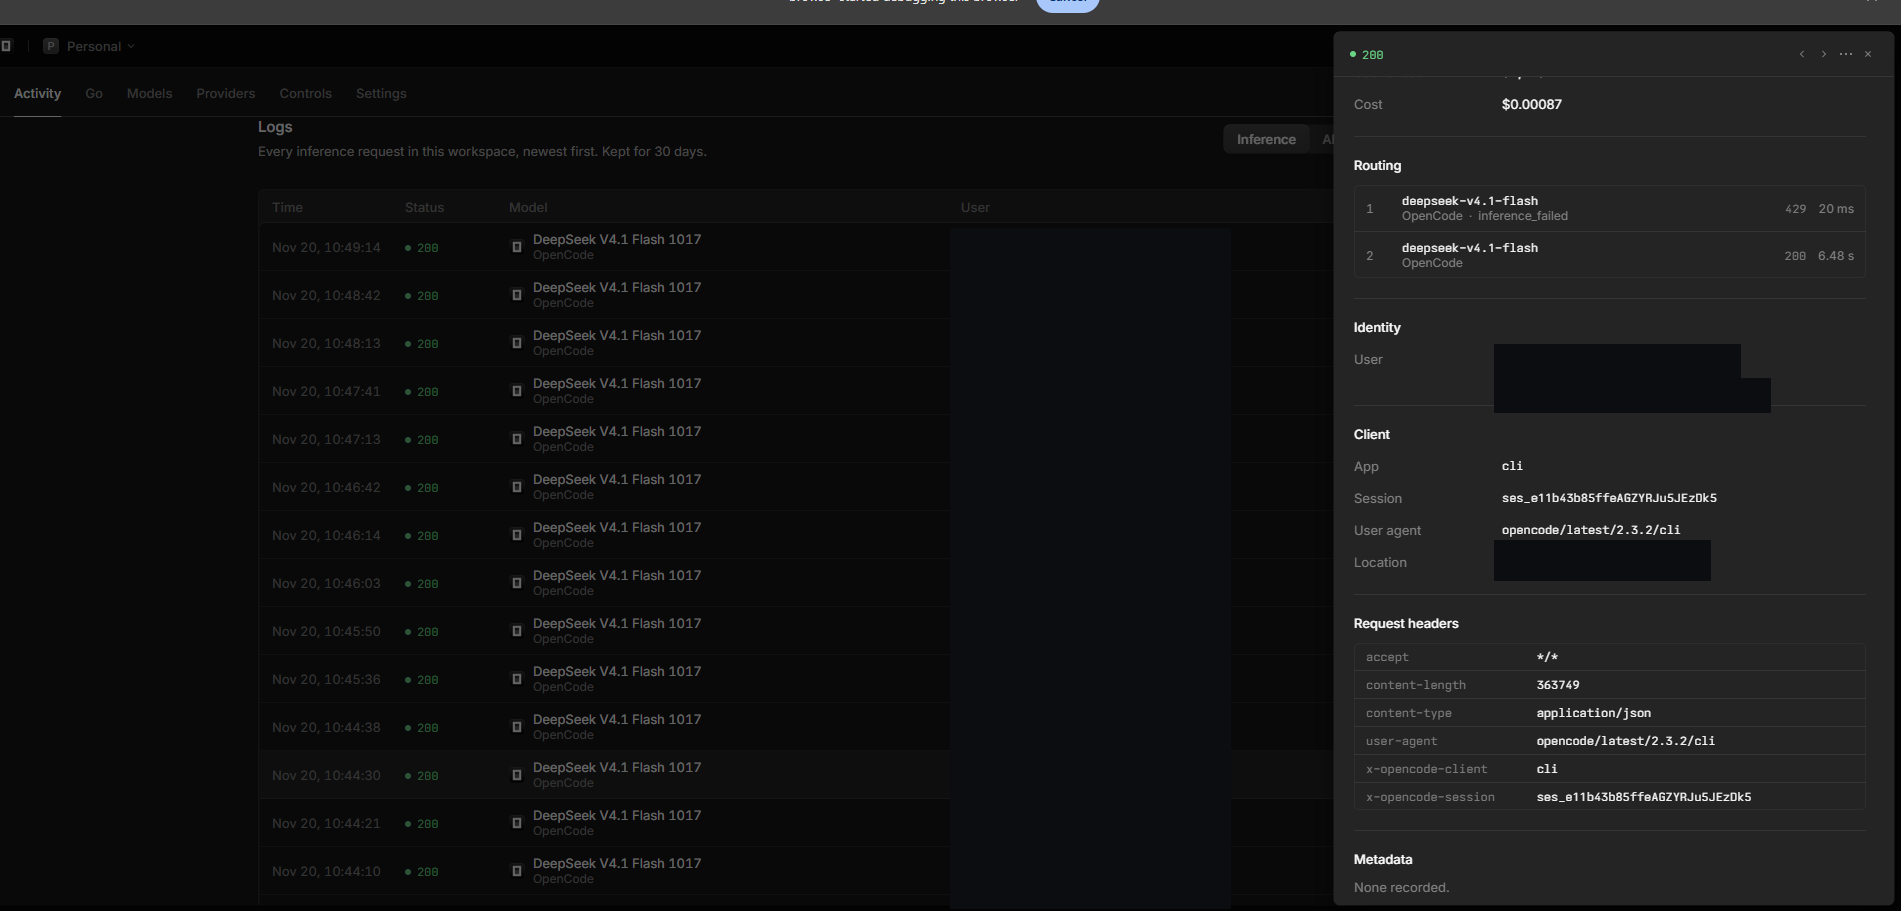 P Personal
Activity Go Models Providers Controls Settings
Logs
Every inference request in this workspace, newest first. Kept for 30 days.
Inference
Time Status Model User
Nov 20, 10:49:14 200 DeepSeek V4.1 Flash 1017
OpenCode
Nov 20, 10:48:42 200 DeepSeek V4.1 Flash 1017
OpenCode
Nov 20, 10:48:13 200 DeepSeek V4.1 Flash 1017
OpenCode
Nov 20, 10:47:41 200 DeepSeek V4.1 Flash 1017
OpenCode
Nov 20, 10:47:13 200 DeepSeek V4.1 Flash 1017
OpenCode
Nov 20, 10:46:42 200 DeepSeek V4.1 Flash 1017
OpenCode
Nov 20, 10:46:14 200 DeepSeek V4.1 Flash 1017
OpenCode
Nov 20, 10:46:03 200 DeepSeek V4.1 Flash 1017
OpenCode
Nov 20, 10:45:50 200 DeepSeek V4.1 Flash 1017
OpenCode
Nov 20, 10:45:36 200 DeepSeek V4.1 Flash 1017
OpenCode
Nov 20, 10:44:38 200 DeepSeek V4.1 Flash 1017
OpenCode
Nov 20, 10:44:30 200 DeepSeek V4.1 Flash 1017
OpenCode
Nov 20, 10:44:21 200 DeepSeek V4.1 Flash 1017
OpenCode
Nov 20, 10:44:10 200 DeepSeek V4.1 Flash 1017
OpenCode
200
Cost $0.00087
Routing
1 deepseek-v4.1-flash 429 20 ms
OpenCode · inference_failed
2 deepseek-v4.1-flash 200 6.48 s
OpenCode
Identity
User
Client
App cli
Session ses_e11b43b85ffeAGZYRJu5JEzDk5
User agent opencode/latest/2.3.2/cli
Location
Request headers
accept */*
content-length 363749
content-type application/json
user-agent opencode/latest/2.3.2/cli
x-opencode-client cli
x-opencode-session ses_e11b43b85ffeAGZYRJu5JEzDk5
Metadata
None recorded.